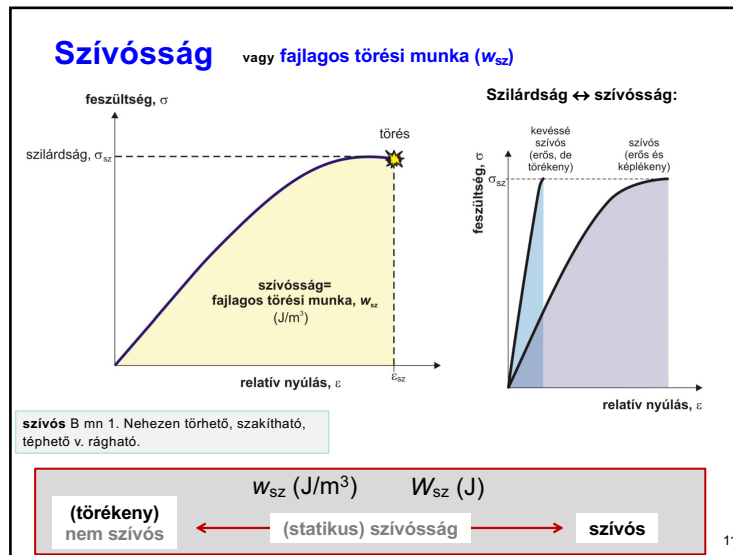 Szívósság vagy fajlagos törési munka (wsz)
feszültség, σ
szilárdság, σsz
törés
szívósság=
fajlagos törési munka, wsz
(J/m³)
relatív nyúlás, ε
εsz
Szilárdság ↔ szívósság:
kevéssé
szívós
(erős, de
törékeny)
szívós
(erős és
képlékeny)
feszültség, σ
σsz
relatív nyúlás, ε
szívós B mn 1. Nehezen törhető, szakítható,
téphető v. rágható.
wsz (J/m³) Wsz (J)
(törékeny)
nem szívós
(statikus) szívósság
szívós
11